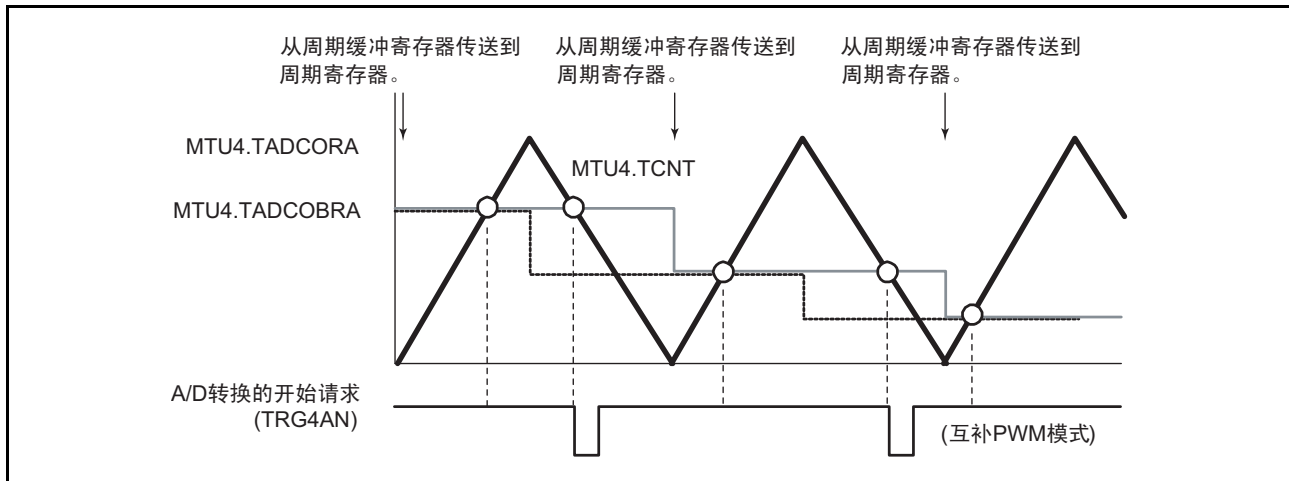 从周期缓冲寄存器传送到
周期寄存器。
从周期缓冲寄存器传送到
周期寄存器。
从周期缓冲寄存器传送到
周期寄存器。
MTU4.TADCORA
MTU4.TCNT
MTU4.TADCOBRA
A/D转换的开始请求
(TRG4AN)
(互补PWM模式)